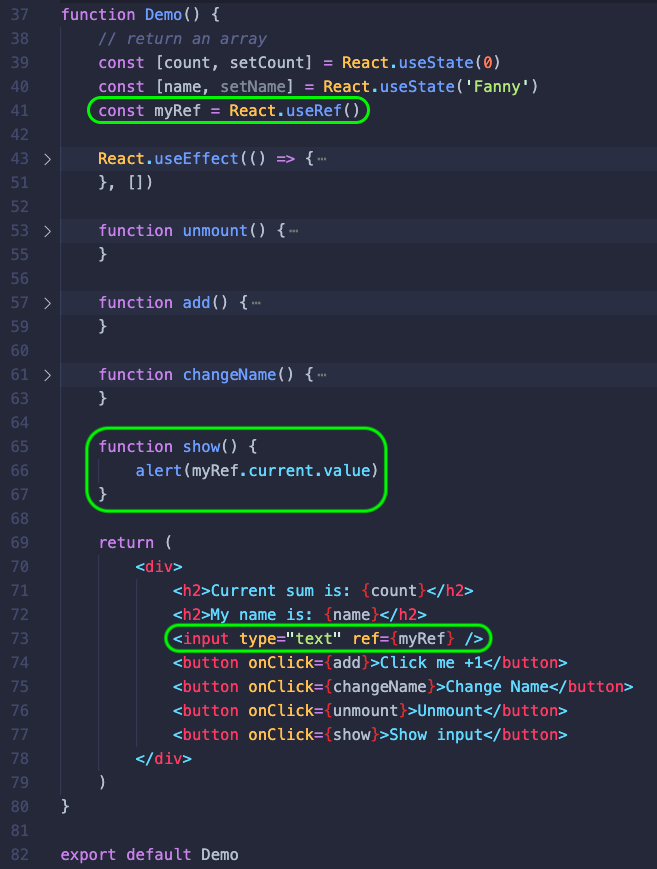 37 function Demo() {
38 // return an array
39 const [count, setCount] = React.useState(0)
40 const [name, setName] = React.useState('Fanny')
41 const myRef = React.useRef()
42
43 > React.useEffect(() => {⋯
51 }, [])
52
53 > function unmount() {⋯
55 }
56
57 > function add() {⋯
59 }
60
61 > function changeName() {⋯
63 }
64
65 function show() {
66 alert(myRef.current.value)
67 }
68
69 return (
70 <div>
71 <h2>Current sum is: {count}</h2>
72 <h2>My name is: {name}</h2>
73 <input type="text" ref={myRef} />
74 <button onClick={add}>Click me +1</button>
75 <button onClick={changeName}>Change Name</button>
76 <button onClick={unmount}>Unmount</button>
77 <button onClick={show}>Show input</button>
78 </div>
79 )
80 }
81
82 export default Demo